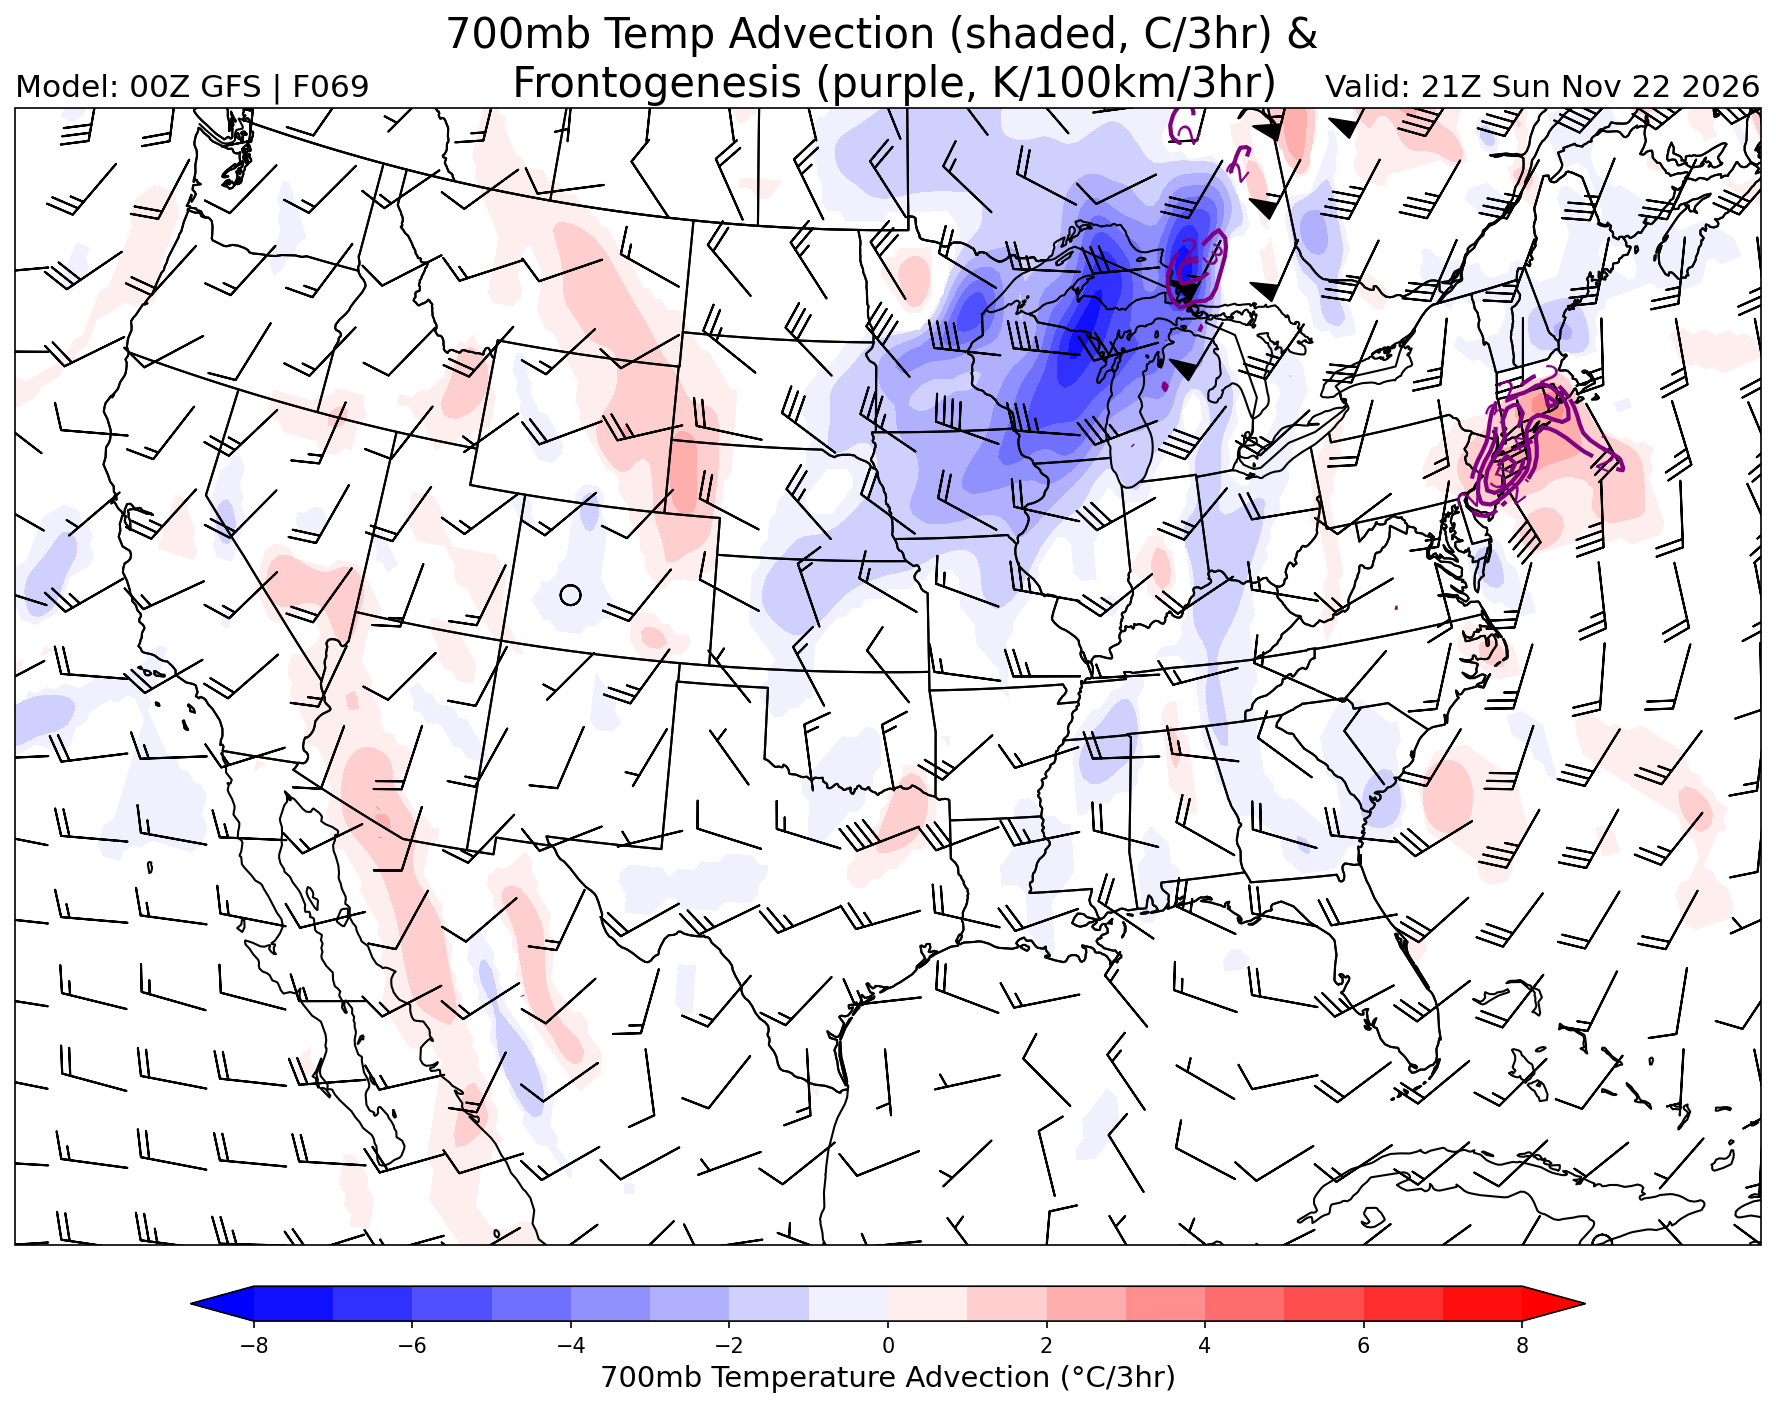 700mb Temp Advection (shaded, C/3hr) &
Frontogenesis (purple, K/100km/3hr)
Model: 00Z GFS | F069
Valid: 21Z Sun Nov 22 2026
−8 −6 −4 −2 0 2 4 6 8
700mb Temperature Advection (°C/3hr)